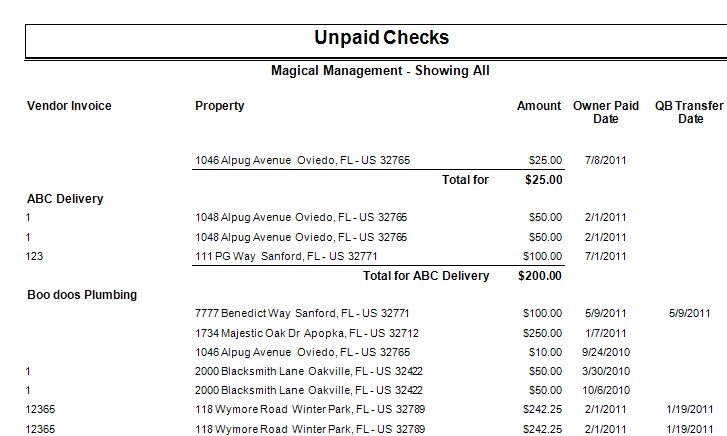 Unpaid Checks
Magical Management - Showing All
Vendor Invoice Property Amount Owner Paid Date QB Transfer Date
1046 Alpug Avenue Oviedo, FL - US 32765 $25.00 7/8/2011
Total for $25.00
ABC Delivery
1 1048 Alpug Avenue Oviedo, FL - US 32765 $50.00 2/1/2011
1 1048 Alpug Avenue Oviedo, FL - US 32765 $50.00 2/1/2011
123 111 PG Way Sanford, FL - US 32771 $100.00 7/1/2011
Total for ABC Delivery $200.00
Boo doos Plumbing
7777 Benedict Way Sanford, FL - US 32771 $100.00 5/9/2011 5/9/2011
1734 Majestic Oak Dr Apopka, FL - US 32712 $250.00 1/7/2011
1046 Alpug Avenue Oviedo, FL - US 32765 $10.00 9/24/2010
1 2000 Blacksmith Lane Oakville, FL - US 32422 $50.00 3/30/2010
1 2000 Blacksmith Lane Oakville, FL - US 32422 $50.00 10/6/2010
12365 118 Wymore Road Winter Park, FL - US 32789 $242.25 2/1/2011 1/19/2011
12365 118 Wymore Road Winter Park, FL - US 32789 $242.25 2/1/2011 1/19/2011